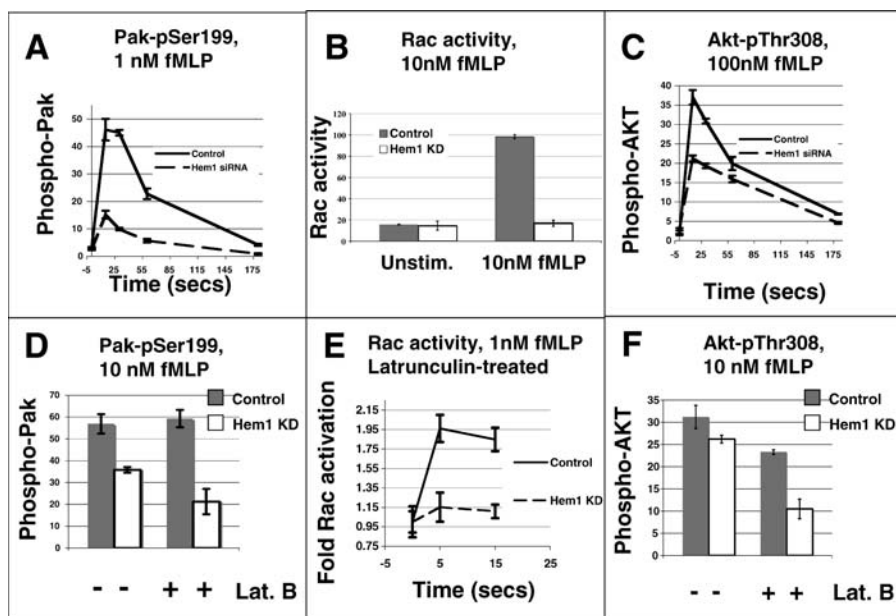 A
Pak-pSer199,
1 nM fMLP
Phospho-Pak
50
40
30
20
10
0
Control
Hem1 siRNA
-5 25 55 85 115 145 175
Time (secs)
B
Rac activity,
10nM fMLP
Rac activity
120
100
80
60
40
20
0
Control
Hem1 KD
Unstim. 10nM fMLP
C
Akt-pThr308,
100nM fMLP
Phospho-AKT
40
35
30
25
20
15
10
5
0
Control
Hem1 siRNA
-5 25 55 85 115 145 175
Time (secs)
D
Pak-pSer199,
10 nM fMLP
Phospho-Pak
70
60
50
40
30
20
10
0
Control
Hem1 KD
- - + + Lat. B
E
Rac activity, 1nM fMLP
Latrunculin-treated
Fold Rac activation
2.15
1.95
1.75
1.55
1.35
1.15
0.95
0.75
Control
Hem1 KD
-5 5 15 25
Time (secs)
F
Akt-pThr308,
10 nM fMLP
Phospho-AKT
35
30
25
20
15
10
5
0
Control
Hem1 KD
- - + + Lat. B